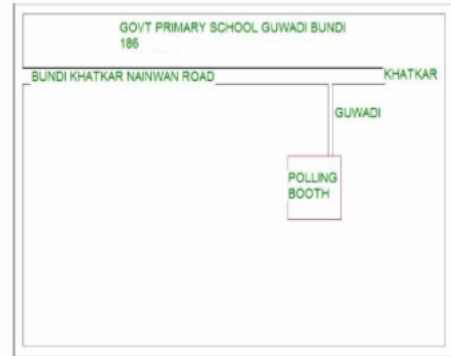 GOVT PRIMARY SCHOOL GUWADI BUNDI
186
BUNDI KHATKAR NAINWAN ROAD
KHATKAR
GUWADI
POLLING
BOOTH